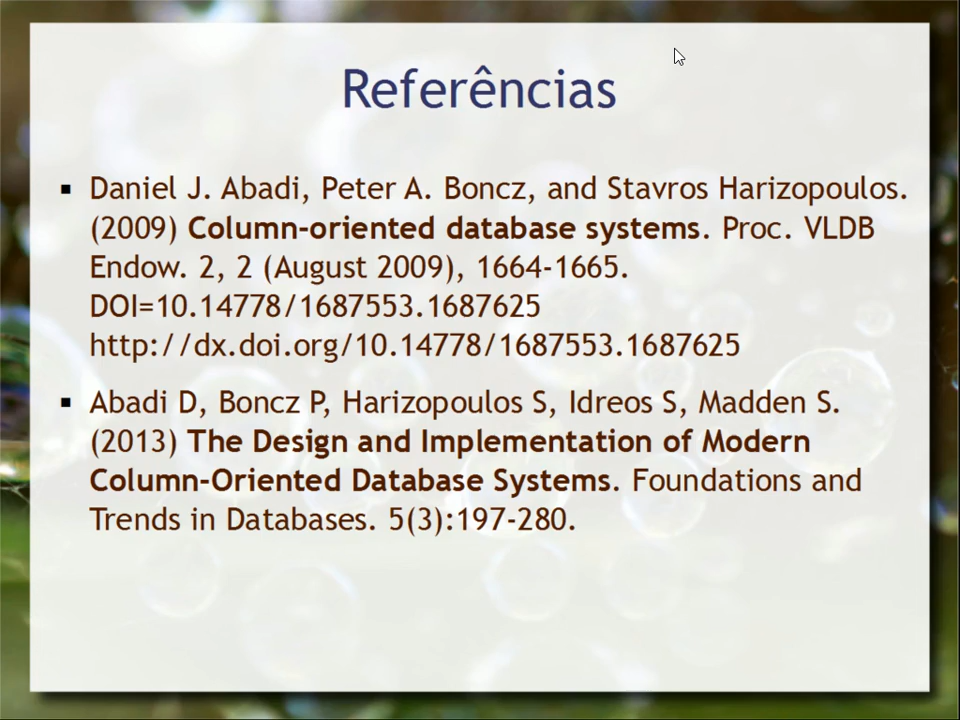 Referências
Daniel J. Abadi, Peter A. Boncz, and Stavros Harizopoulos.
(2009) Column-oriented database systems. Proc. VLDB
Endow. 2, 2 (August 2009), 1664-1665.
DOI=10.14778/1687553.1687625
http://dx.doi.org/10.14778/1687553.1687625
Abadi D, Boncz P, Harizopoulos S, Idreos S, Madden S.
(2013) The Design and Implementation of Modern
Column-Oriented Database Systems. Foundations and
Trends in Databases. 5(3):197-280.